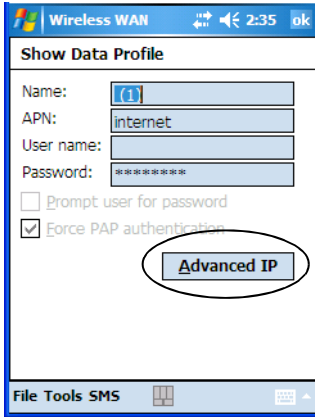 Wireless WAN 2:35 ok
Show Data Profile
Name: (1)
APN: internet
User name:
Password: ********
Prompt user for password
Force PAP authentication
Advanced IP
File Tools SMS